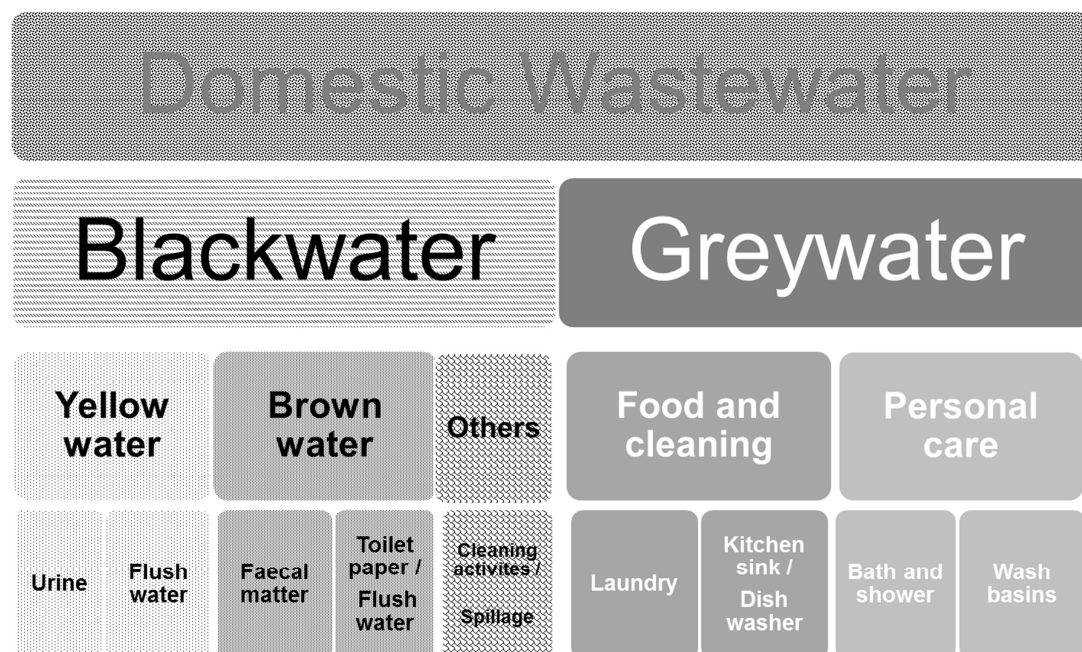 Domestic Wastewater
Blackwater
Greywater
Yellow
water
Brown
water
Others
Food and
cleaning
Personal
care
Urine
Flush
water
Faecal
matter
Toilet
paper /
Flush
water
Cleaning
activites /
Spillage
Laundry
Kitchen
sink /
Dish
washer
Bath and
shower
Wash
basins